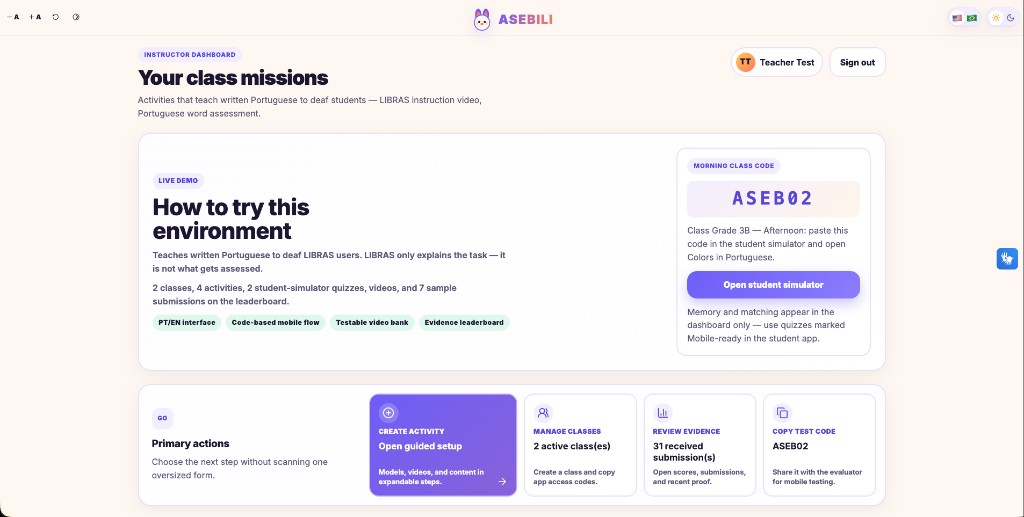 −A +A
ASEBILI
INSTRUCTOR DASHBOARD
Your class missions
Activities that teach written Portuguese to deaf students — LIBRAS instruction video,
Portuguese word assessment.
TT Teacher Test
Sign out
LIVE DEMO
How to try this
environment
Teaches written Portuguese to deaf LIBRAS users. LIBRAS only explains the task — it
is not what gets assessed.
2 classes, 4 activities, 2 student-simulator quizzes, videos, and 7 sample
submissions on the leaderboard.
PT/EN interface Code-based mobile flow Testable video bank Evidence leaderboard
MORNING CLASS CODE
ASEB02
Class Grade 3B — Afternoon: paste this
code in the student simulator and open
Colors in Portuguese.
Open student simulator
Memory and matching appear in the
dashboard only — use quizzes marked
Mobile-ready in the student app.
GO
Primary actions
Choose the next step without scanning one
oversized form.
CREATE ACTIVITY
Open guided setup
Models, videos, and content in
expandable steps.
MANAGE CLASSES
2 active class(es)
Create a class and copy
app access codes.
REVIEW EVIDENCE
31 received
submission(s)
Open scores, submissions,
and recent proof.
COPY TEST CODE
ASEB02
Share it with the evaluator
for mobile testing.